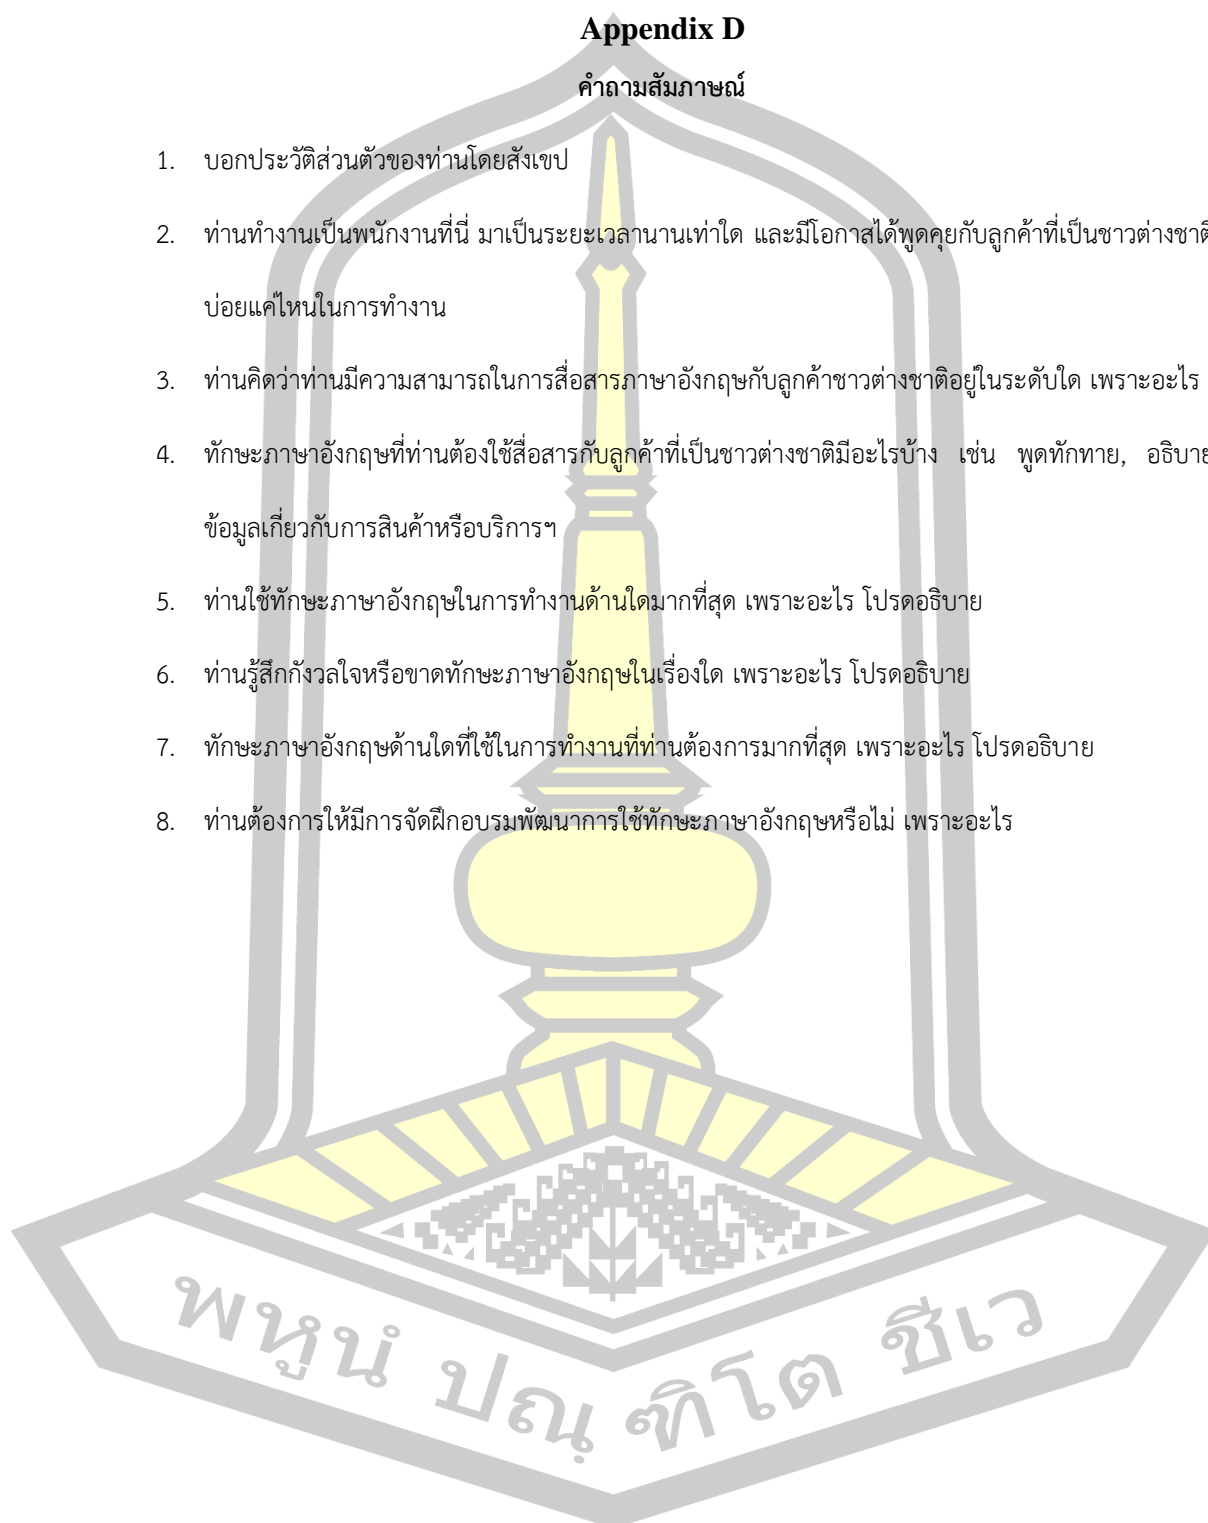 Appendix D
คำถามสัมภาษณ์
1. บอกประวัติส่วนตัวของท่านโดยสังเขป
2. ท่านทำงานเป็นพนักงานที่นี่ มาเป็นระยะเวลานานเท่าใด และมีโอกาสได้พูดคุยกับลูกค้าที่เป็นชาวต่างชาติ
บ่อยแค่ไหนในการทำงาน
3. ท่านคิดว่าท่านมีความสามารถในการสื่อสารภาษาอังกฤษกับลูกค้าชาวต่างชาติอยู่ในระดับใด เพราะอะไร
4. ทักษะภาษาอังกฤษที่ท่านต้องใช้สื่อสารกับลูกค้าที่เป็นชาวต่างชาติมีอะไรบ้าง เช่น พูดทักทาย, อธิบาย
ข้อมูลเกี่ยวกับการสินค้าหรือบริการฯ
5. ท่านใช้ทักษะภาษาอังกฤษในการทำงานด้านใดมากที่สุด เพราะอะไร โปรดอธิบาย
6. ท่านรู้สึกกังวลใจหรือขาดทักษะภาษาอังกฤษในเรื่องใด เพราะอะไร โปรดอธิบาย
7. ทักษะภาษาอังกฤษด้านใดที่ใช้ในการทำงานที่ท่านต้องการมากที่สุด เพราะอะไร โปรดอธิบาย
8. ท่านต้องการให้มีการจัดฝึกอบรมพัฒนาการใช้ทักษะภาษาอังกฤษหรือไม่ เพราะอะไร
พหูนํ ปณฺฑิโต ชีเว